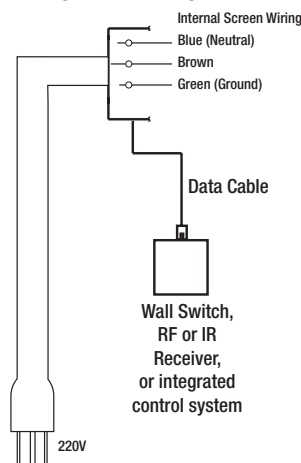 Internal Screen Wiring
Blue (Neutral)
Brown
Green (Ground)
Data Cable
Wall Switch,
RF or IR
Receiver,
or integrated
control system
220V